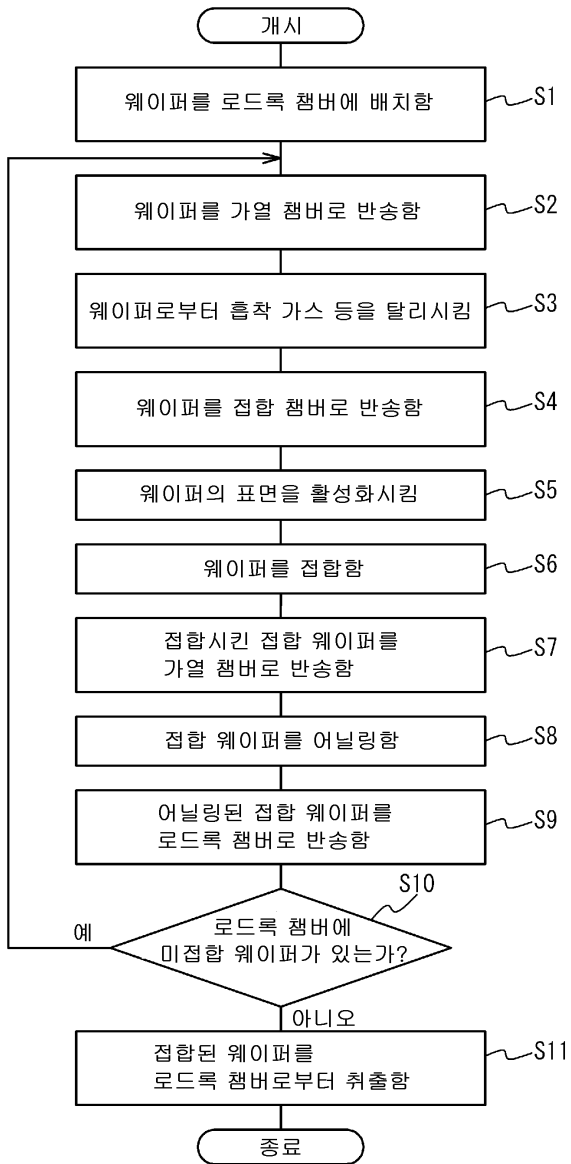 개시
웨이퍼를 로드록 챔버에 배치함
S1
웨이퍼를 가열 챔버로 반송함
S2
웨이퍼로부터 흡착 가스 등을 탈리시킴
S3
웨이퍼를 접합 챔버로 반송함
S4
웨이퍼의 표면을 활성화시킴
S5
웨이퍼를 접합함
S6
접합시킨 접합 웨이퍼를
가열 챔버로 반송함
S7
접합 웨이퍼를 어닐링함
S8
어닐링된 접합 웨이퍼를
로드록 챔버로 반송함
S9
S10
로드록 챔버에
미접합 웨이퍼가 있는가?
예
아니오
접합된 웨이퍼를
로드록 챔버로부터 취출함
S11
종료